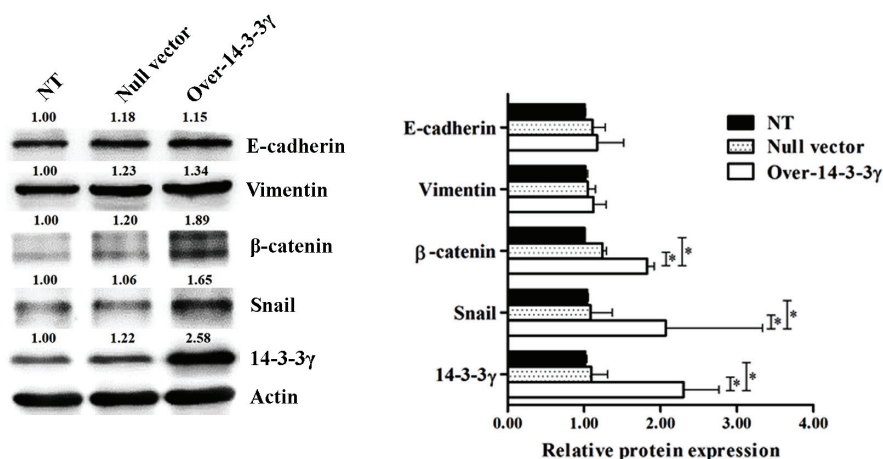 NT
Null vector
Over-14-3-3γ
1.00 1.18 1.15
E-cadherin
1.00 1.23 1.34
Vimentin
1.00 1.20 1.89
β-catenin
1.00 1.06 1.65
Snail
1.00 1.22 2.58
14-3-3γ
Actin
E-cadherin
Vimentin
β-catenin
* *
Snail
* *
14-3-3γ
* *
0.00 1.00 2.00 3.00 4.00
Relative protein expression
NT
Null vector
Over-14-3-3γ